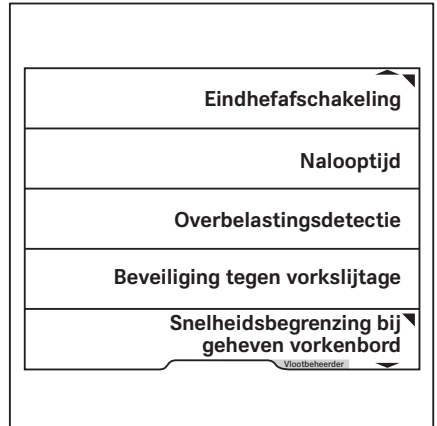 Eindhefafschakeling
Nalooptijd
Overbelastingsdetectie
Beveiliging tegen vorkslijtage
Snelheidsbegrenzing bij
geheven vorkenbord
Vlootbeheerder